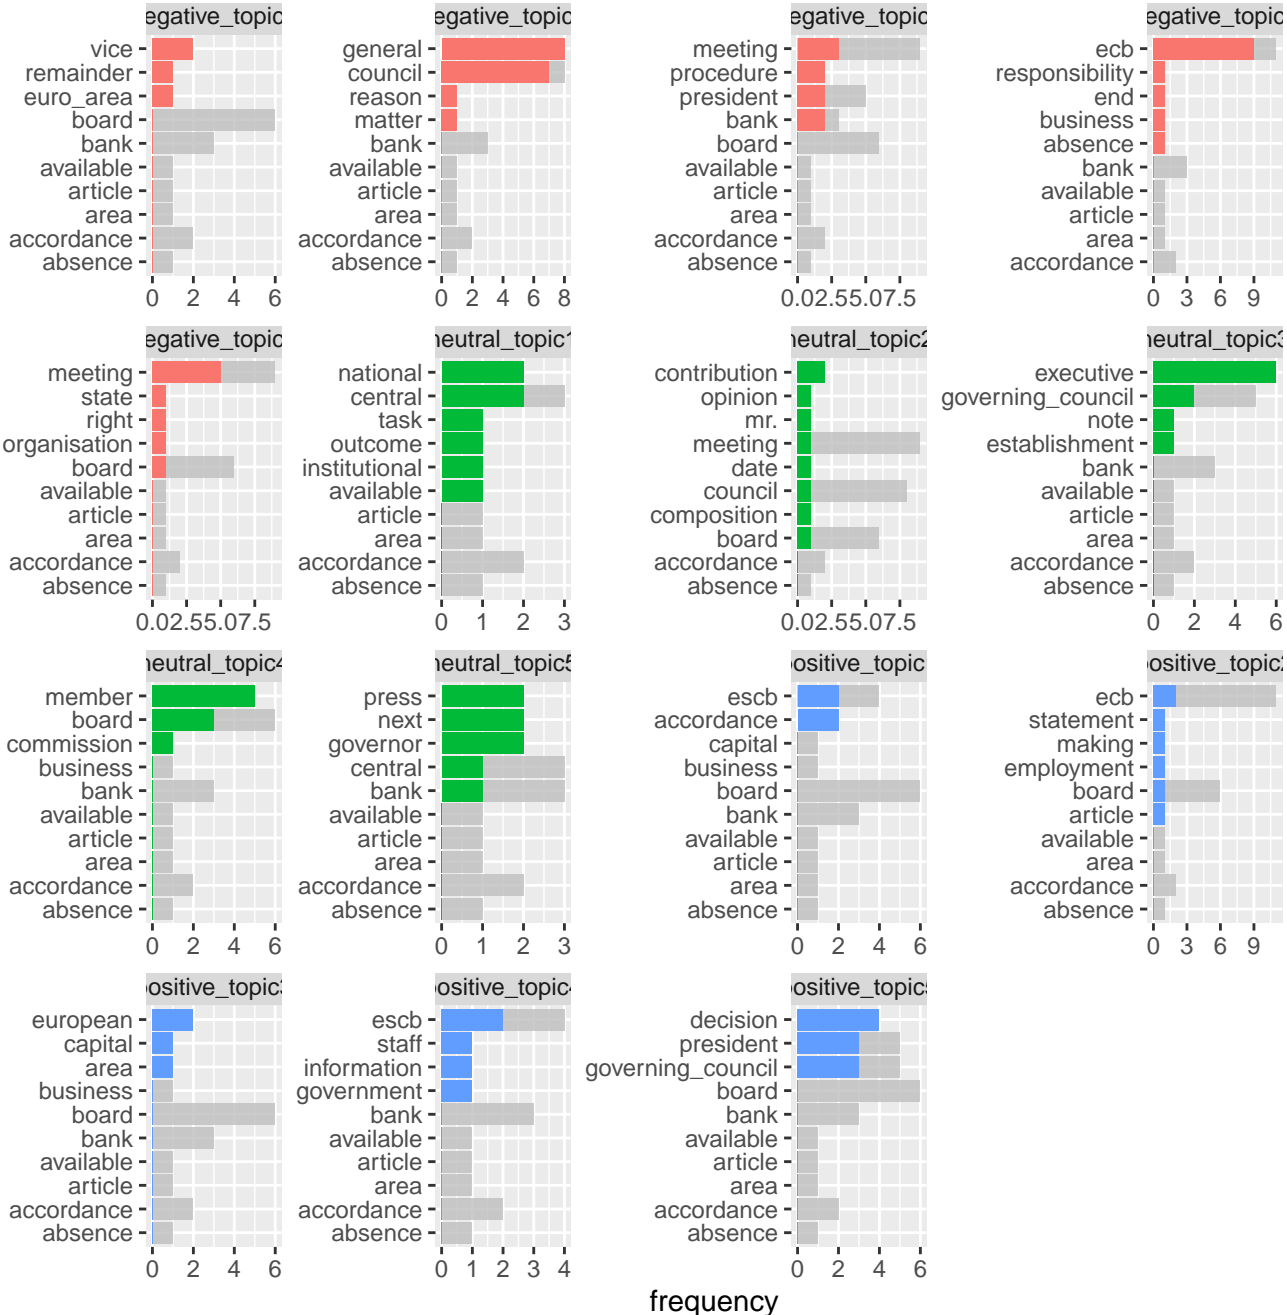 egative_topic
vice
remainder
euro_area
board
bank
available
article
area
accordance
absence
0 2 4 6
egative_topic
general
council
reason
matter
bank
available
article
area
accordance
absence
0 2 4 6 8
egative_topic
meeting
procedure
president
bank
board
available
article
area
accordance
absence
0.02.55.07.5
egative_topic
ecb
responsibility
end
business
absence
bank
available
article
area
accordance
0 3 6 9
egative_topic
meeting
state
right
organisation
board
available
article
area
accordance
absence
0.02.55.07.5
neutral_topic1
national
central
task
outcome
institutional
available
article
area
accordance
absence
0 1 2 3
neutral_topic2
contribution
opinion
mr.
meeting
date
council
composition
board
accordance
absence
0.02.55.07.5
neutral_topic3
executive
governing_council
note
establishment
bank
available
article
area
accordance
absence
0 2 4 6
neutral_topic4
member
board
commission
business
bank
available
article
area
accordance
absence
0 2 4 6
neutral_topic5
press
next
governor
central
bank
available
article
area
accordance
absence
0 1 2 3
positive_topic
escb
accordance
capital
business
board
bank
available
article
area
absence
0 2 4 6
positive_topic2
ecb
statement
making
employment
board
article
available
area
accordance
absence
0 3 6 9
positive_topic3
european
capital
area
business
board
bank
available
article
accordance
absence
0 2 4 6
positive_topic4
escb
staff
information
government
bank
available
article
area
accordance
absence
0 1 2 3 4
positive_topic5
decision
president
governing_council
board
bank
available
article
area
accordance
absence
0 2 4 6
frequency